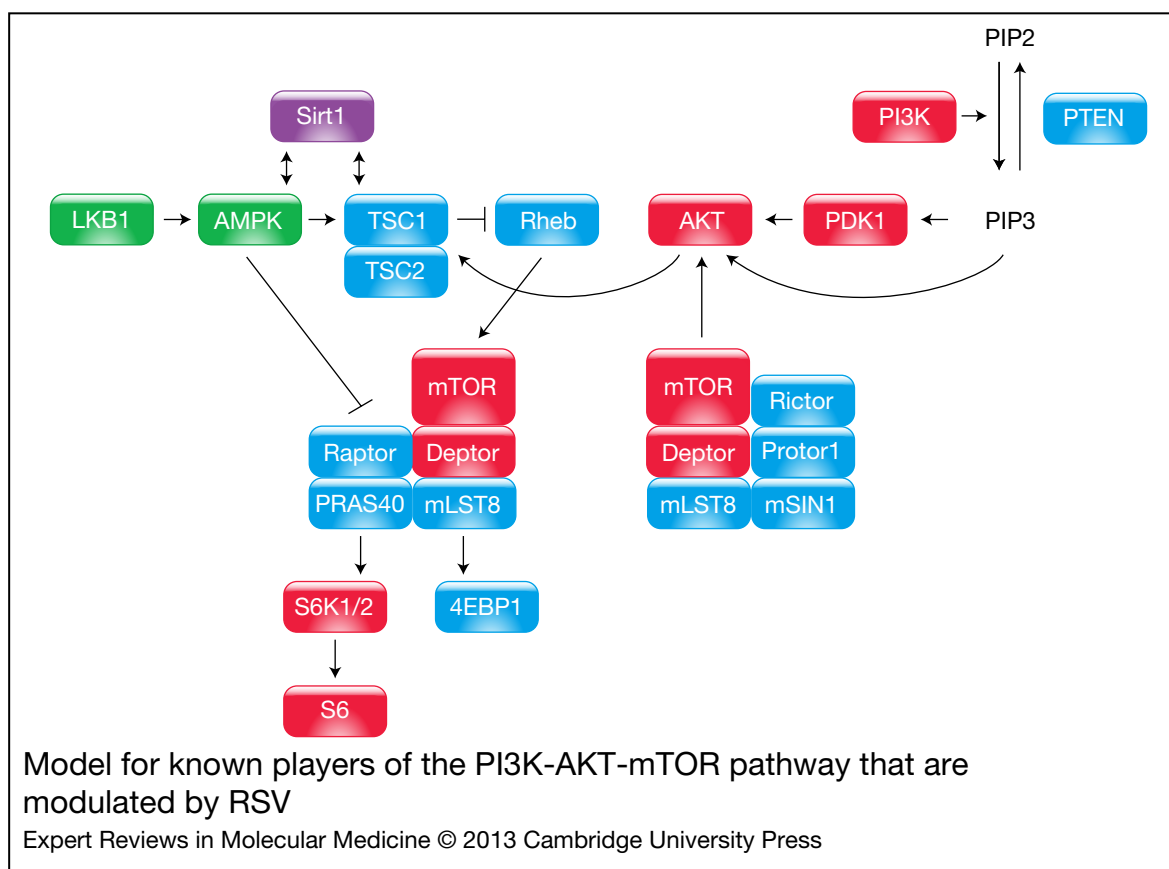 PIP2
Sirt1
PI3K
PTEN
LKB1
AMPK
TSC1
Rheb
AKT
PDK1
PIP3
TSC2
mTOR
mTOR
Rictor
Raptor
Deptor
Deptor
Protor1
PRAS40
mLST8
mLST8
mSIN1
S6K1/2
4EBP1
S6
Model for known players of the PI3K-AKT-mTOR pathway that are
modulated by RSV
Expert Reviews in Molecular Medicine © 2013 Cambridge University Press